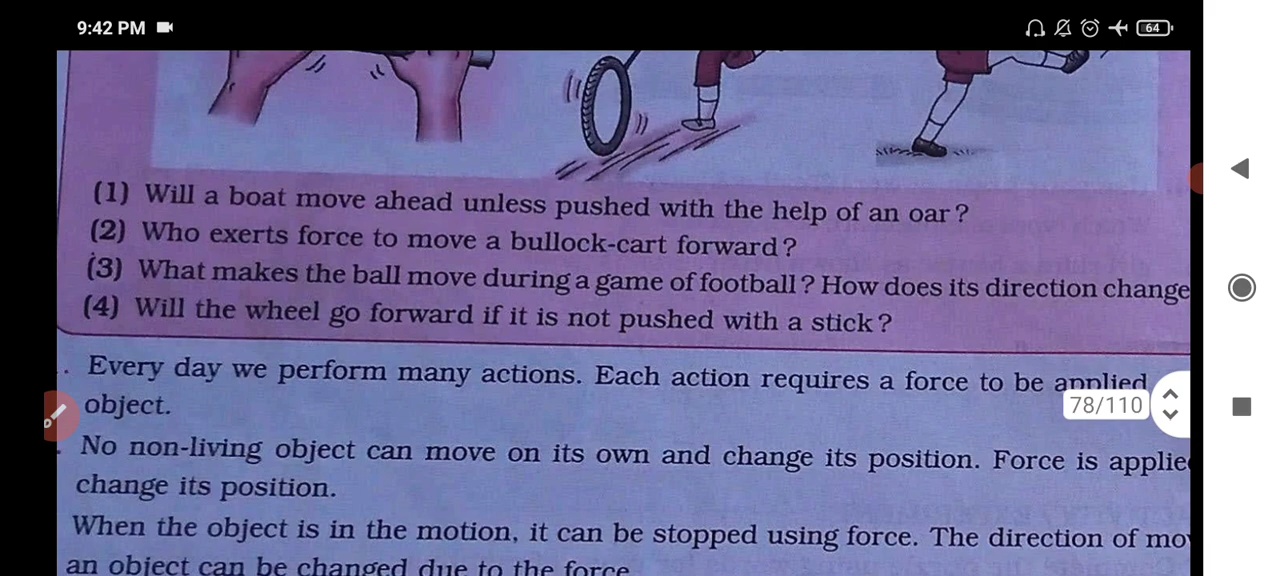 9:42 PM
64
(1) Will a boat move ahead unless pushed with the help of an oar?
(2) Who exerts force to move a bullock-cart forward?
(3) What makes the ball move during a game of football? How does its direction change
(4) Will the wheel go forward if it is not pushed with a stick?
Every day we perform many actions. Each action requires a force to be applied
object.
78/110
No non-living object can move on its own and change its position. Force is applie
change its position.
When the object is in the motion, it can be stopped using force. The direction of mo
an object can be changed due to the force